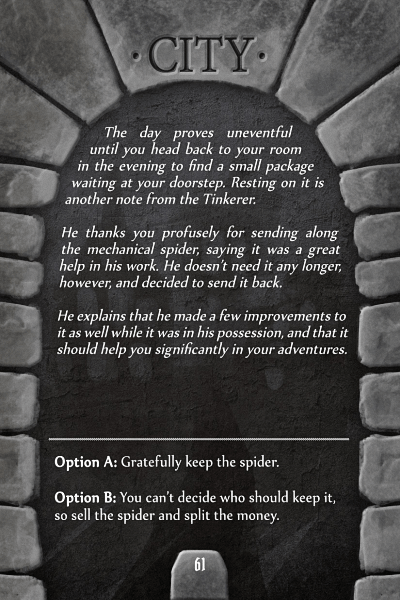 ·CITY·
The day proves uneventful
until you head back to your room
in the evening to find a small package
waiting at your doorstep. Resting on it is
another note from the Tinkerer.
He thanks you profusely for sending along
the mechanical spider, saying it was a great
help in his work. He doesn't need it any longer,
however, and decided to send it back.
He explains that he made a few improvements to
it as well while it was in his possession, and that it
should help you significantly in your adventures.
Option A: Gratefully keep the spider.
Option B: You can't decide who should keep it,
so sell the spider and split the money.
61